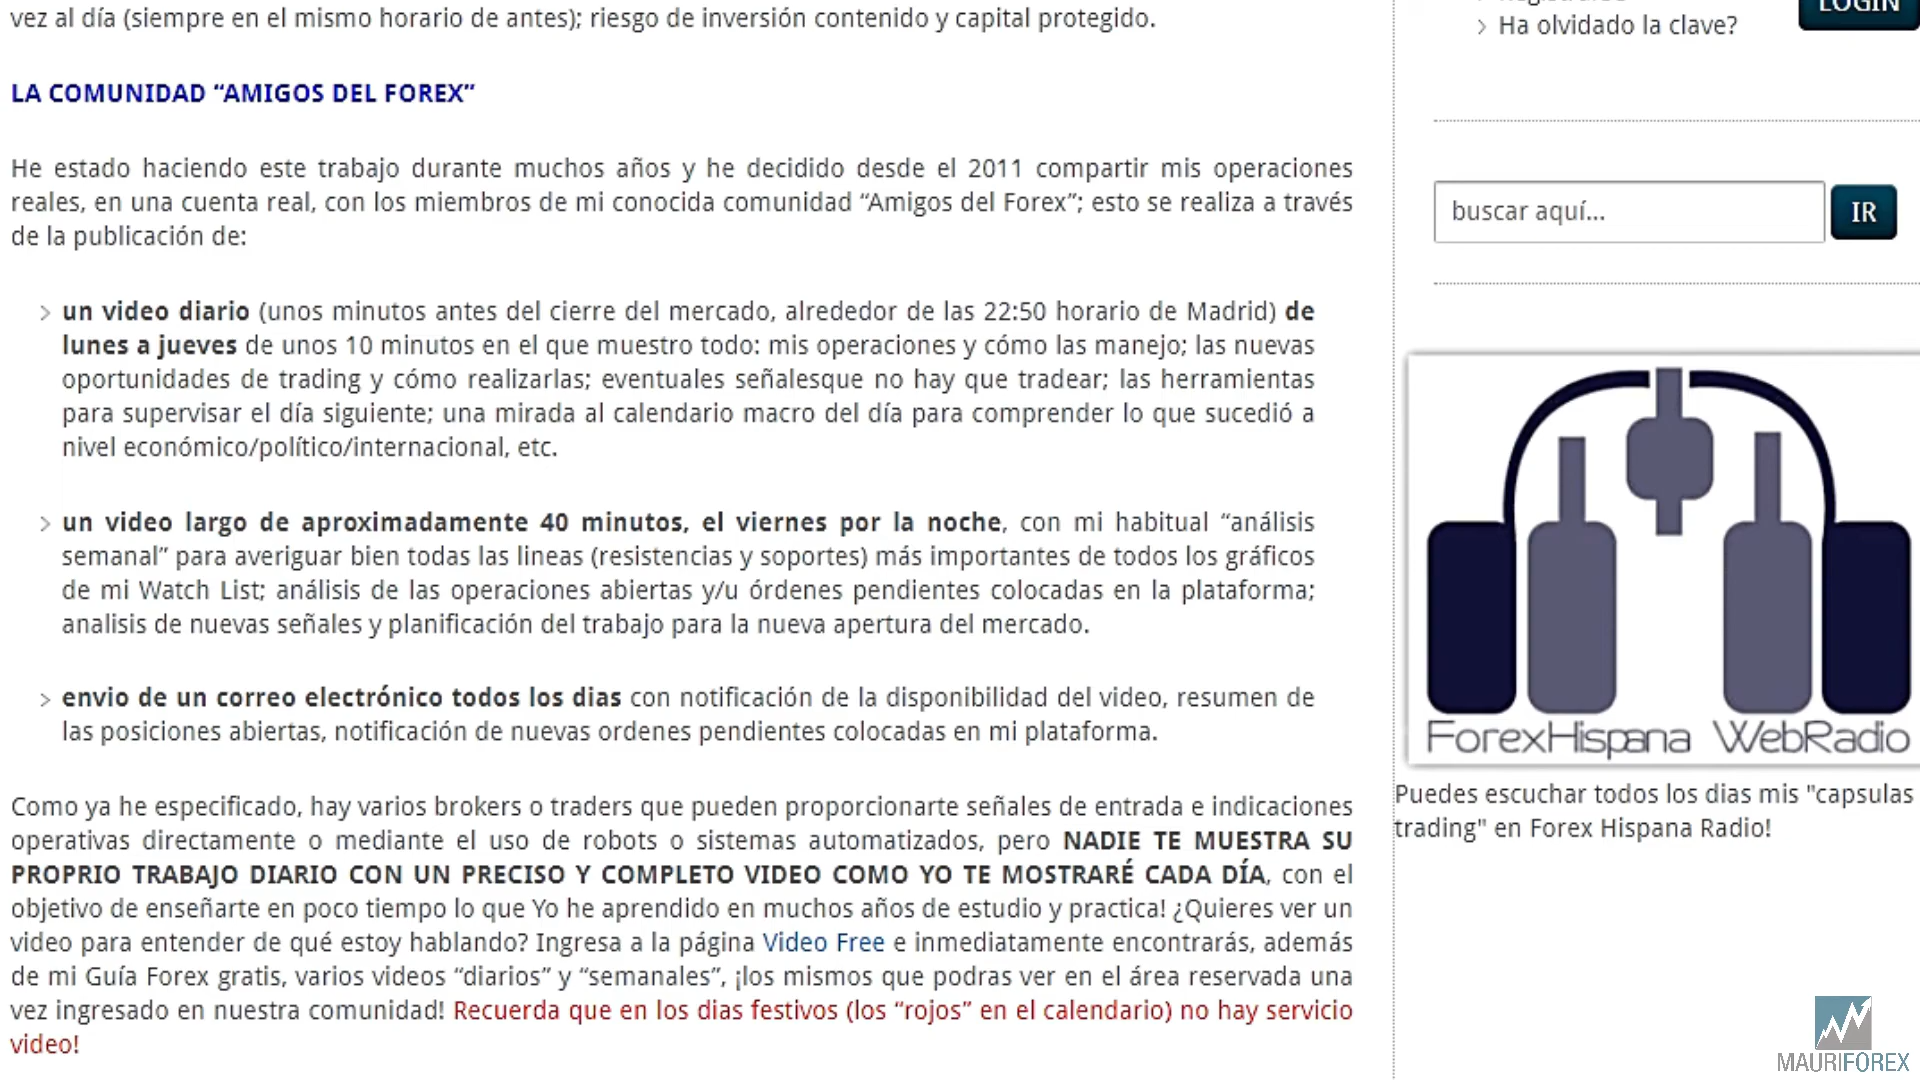 vez al día (siempre en el mismo horario de antes); riesgo de inversión contenido y capital protegido.
LA COMUNIDAD “AMIGOS DEL FOREX”
He estado haciendo este trabajo durante muchos años y he decidido desde el 2011 compartir mis operaciones
reales, en una cuenta real, con los miembros de mi conocida comunidad “Amigos del Forex”; esto se realiza a través
de la publicación de:
un video diario (unos minutos antes del cierre del mercado, alrededor de las 22:50 horario de Madrid) de
lunes a jueves de unos 10 minutos en el que muestro todo: mis operaciones y cómo las manejo; las nuevas
oportunidades de trading y cómo realizarlas; eventuales señalesque no hay que tradear; las herramientas
para supervisar el día siguiente; una mirada al calendario macro del día para comprender lo que sucedió a
nivel económico/político/internacional, etc.
un video largo de aproximadamente 40 minutos, el viernes por la noche, con mi habitual “análisis
semanal” para averiguar bien todas las lineas (resistencias y soportes) más importantes de todos los gráficos
de mi Watch List; análisis de las operaciones abiertas y/u órdenes pendientes colocadas en la plataforma;
analisis de nuevas señales y planificación del trabajo para la nueva apertura del mercado.
envio de un correo electrónico todos los dias con notificación de la disponibilidad del video, resumen de
las posiciones abiertas, notificación de nuevas ordenes pendientes colocadas en mi plataforma.
Como ya he especificado, hay varios brokers o traders que pueden proporcionarte señales de entrada e indicaciones
operativas directamente o mediante el uso de robots o sistemas automatizados, pero NADIE TE MUESTRA SU
PROPRIO TRABAJO DIARIO CON UN PRECISO Y COMPLETO VIDEO COMO YO TE MOSTRARÉ CADA DÍA, con el
objetivo de enseñarte en poco tiempo lo que Yo he aprendido en muchos años de estudio y practica! ¿Quieres ver un
video para entender de qué estoy hablando? Ingresa a la página Video Free e inmediatamente encontrarás, además
de mi Guía Forex gratis, varios videos “diarios” y “semanales”, ¡los mismos que podras ver en el área reservada una
vez ingresado en nuestra comunidad! Recuerda que en los dias festivos (los “rojos” en el calendario) no hay servicio
video!
LOGIN
Ha olvidado la clave?
buscar aquí...
IR
ForexHispana WebRadio
Puedes escuchar todos los dias mis "capsulas
trading" en Forex Hispana Radio!
MAURIFOREX